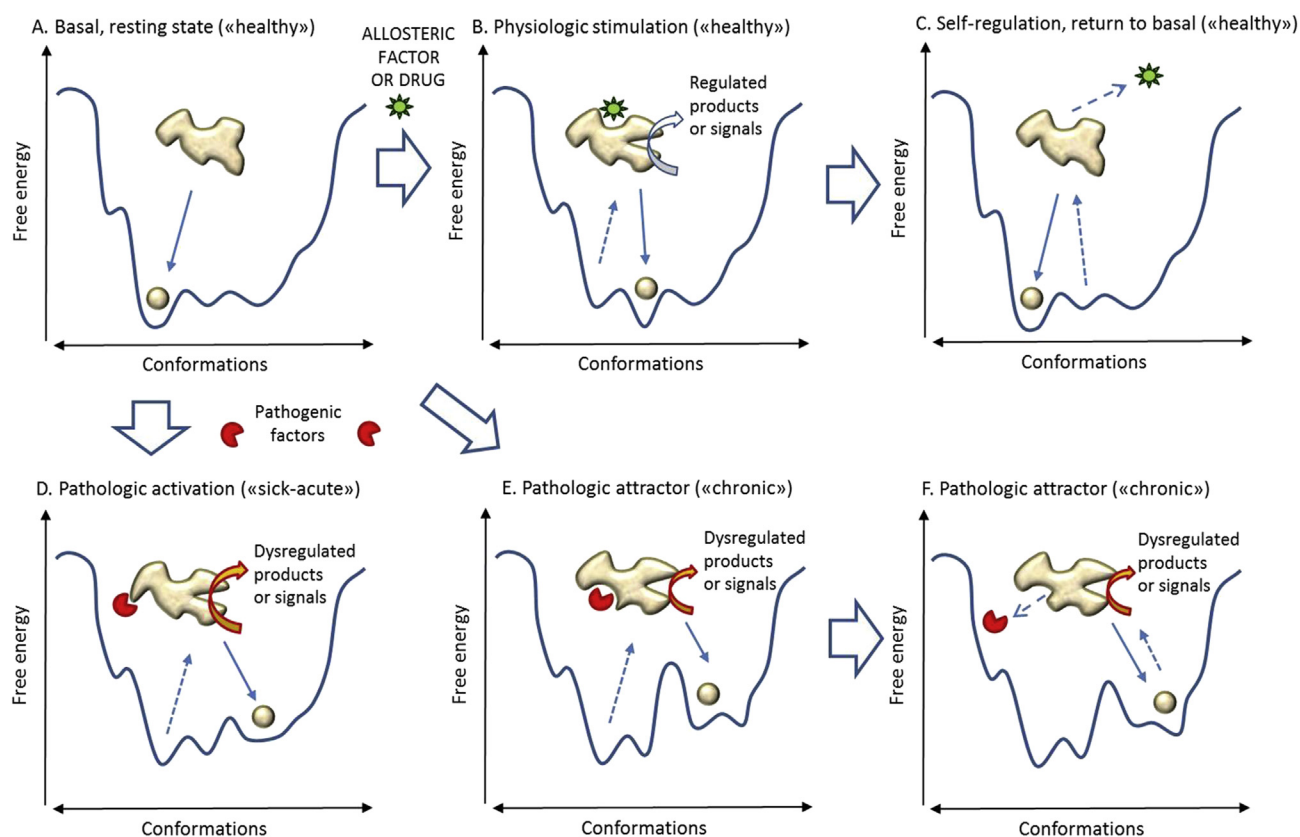 A. Basal, resting state («healthy»)
ALLOSTERIC
FACTOR
OR DRUG
B. Physiologic stimulation («healthy»)
C. Self-regulation, return to basal («healthy»)
Regulated
products
or signals
Free energy
Free energy
Free energy
Conformations
Conformations
Conformations
Pathogenic
factors
D. Pathologic activation («sick-acute»)
E. Pathologic attractor («chronic»)
F. Pathologic attractor («chronic»)
Dysregulated
products
or signals
Dysregulated
products
or signals
Dysregulated
products
or signals
Free energy
Free energy
Free energy
Conformations
Conformations
Conformations